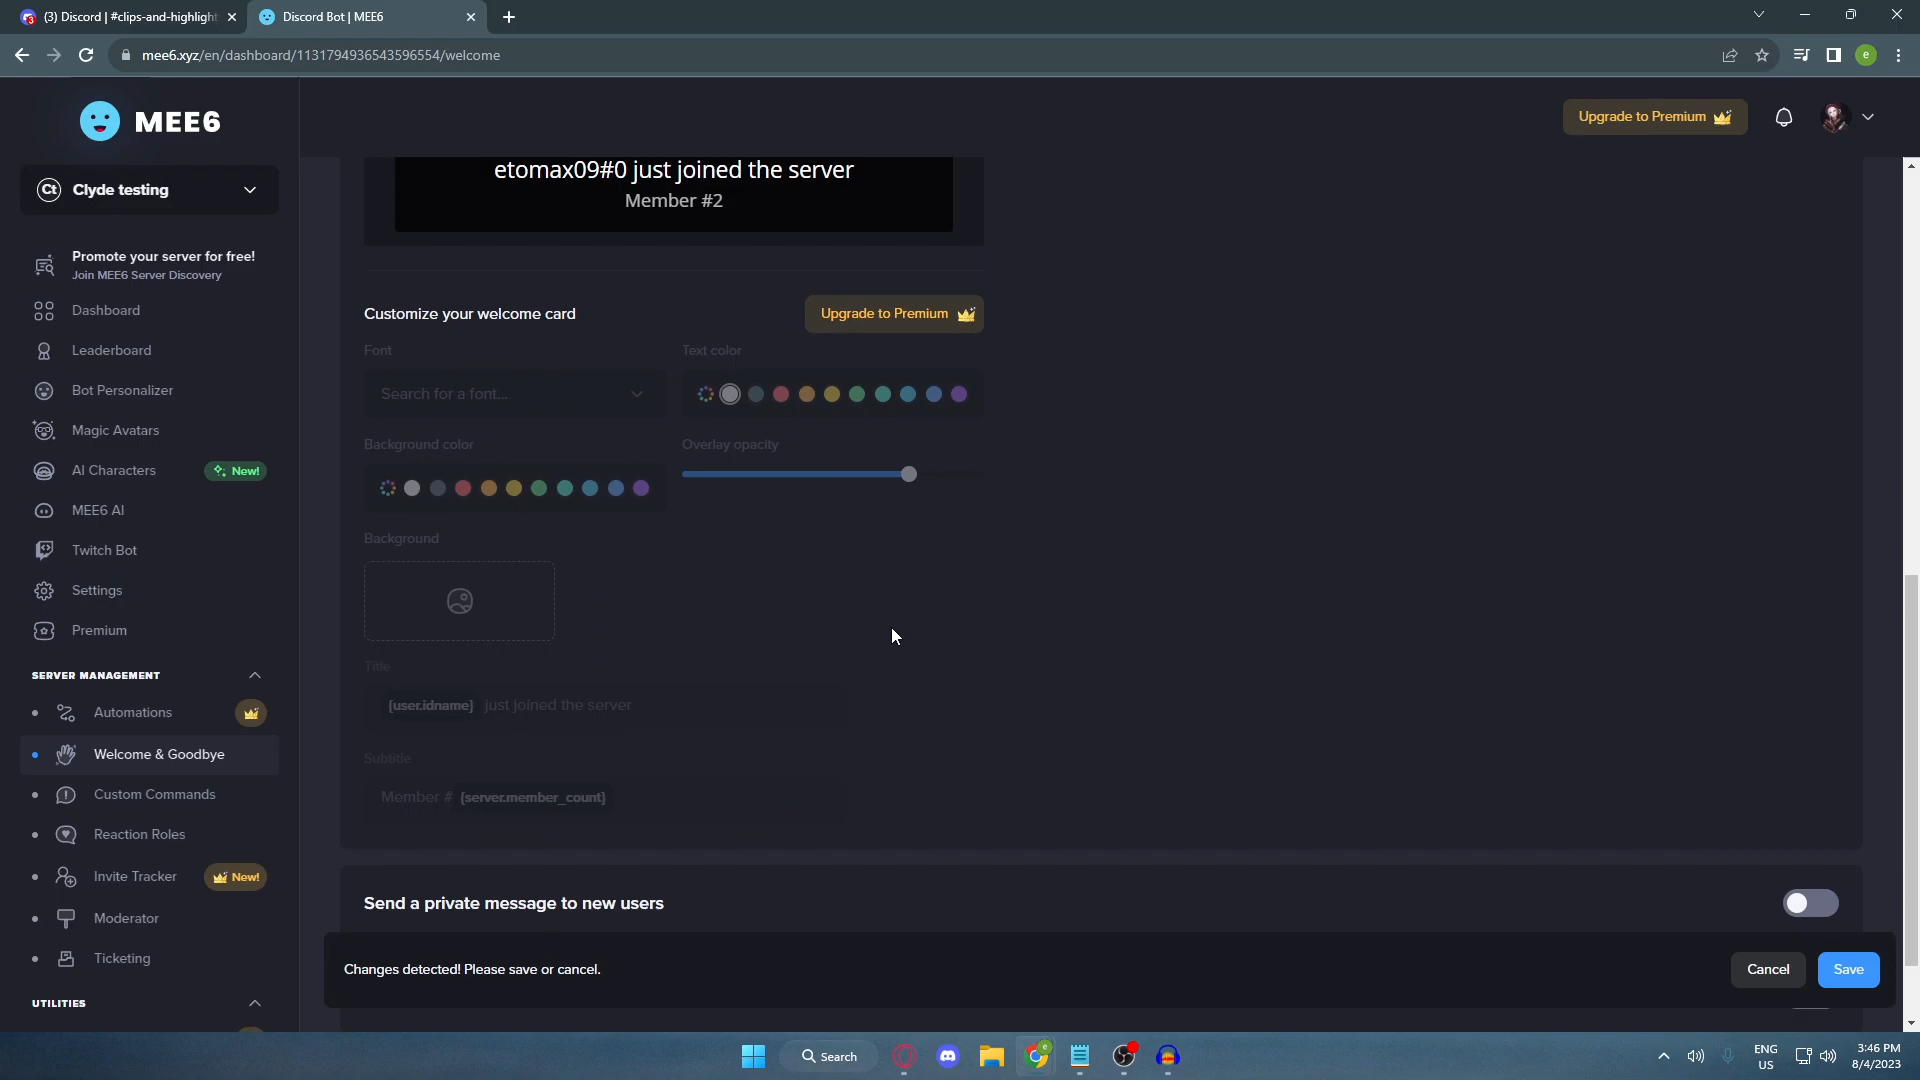 (3) Discord | #clips-and-highlight
Discord Bot | MEE6
mee6.xyz/en/dashboard/1131794936543596554/welcome
e
MEE6
Upgrade to Premium
Ct Clyde testing
Promote your server for free!
Join MEE6 Server Discovery
Dashboard
Leaderboard
Bot Personalizer
Magic Avatars
AI Characters
New!
MEE6 AI
Twitch Bot
Settings
Premium
SERVER MANAGEMENT
Automations
Welcome & Goodbye
Custom Commands
Reaction Roles
Invite Tracker
New!
Moderator
Ticketing
UTILITIES
etomax09#0 just joined the server
Member #2
Customize your welcome card
Upgrade to Premium
Font
Text color
Search for a font...
Background color
Overlay opacity
Background
Title
{user.idname} just joined the server
Subtitle
Member # {server.member_count}
Send a private message to new users
Changes detected! Please save or cancel.
Cancel
Save
Search
ENG
US
3:46 PM
8/4/2023